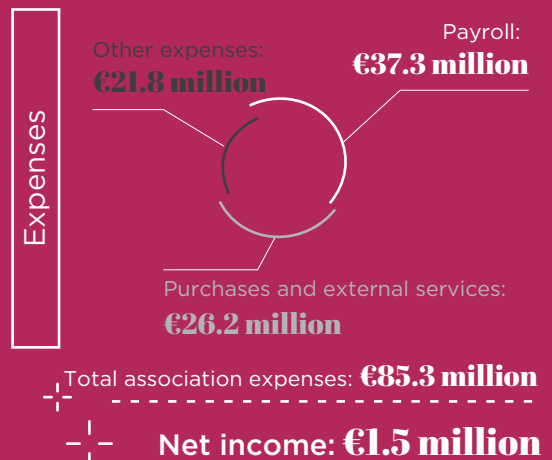 Expenses
Other expenses:
€21.8 million
Payroll:
€37.3 million
Purchases and external services:
€26.2 million
Total association expenses: €85.3 million
Net income: €1.5 million